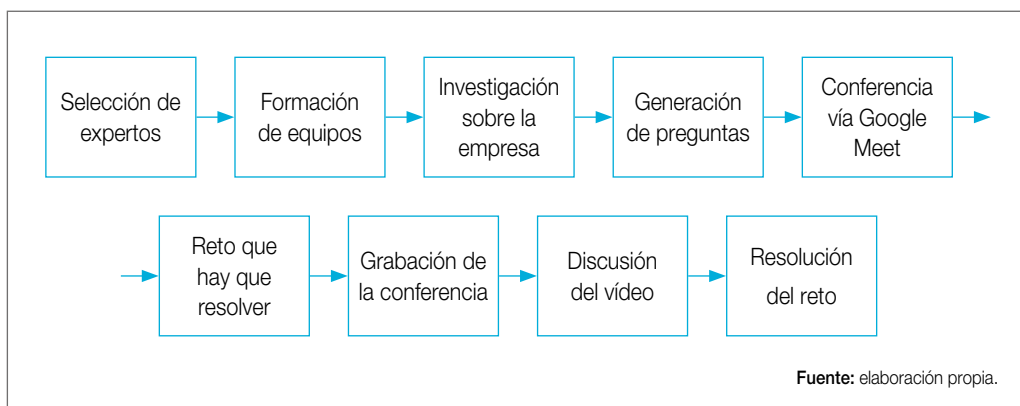 Selección de
expertos
Formación
de equipos
Investigación
sobre la
empresa
Generación
de preguntas
Conferencia
vía Google
Meet
Reto que
hay que
resolver
Grabación de
la conferencia
Discusión
del vídeo
Resolución
del reto
Fuente: elaboración propia.